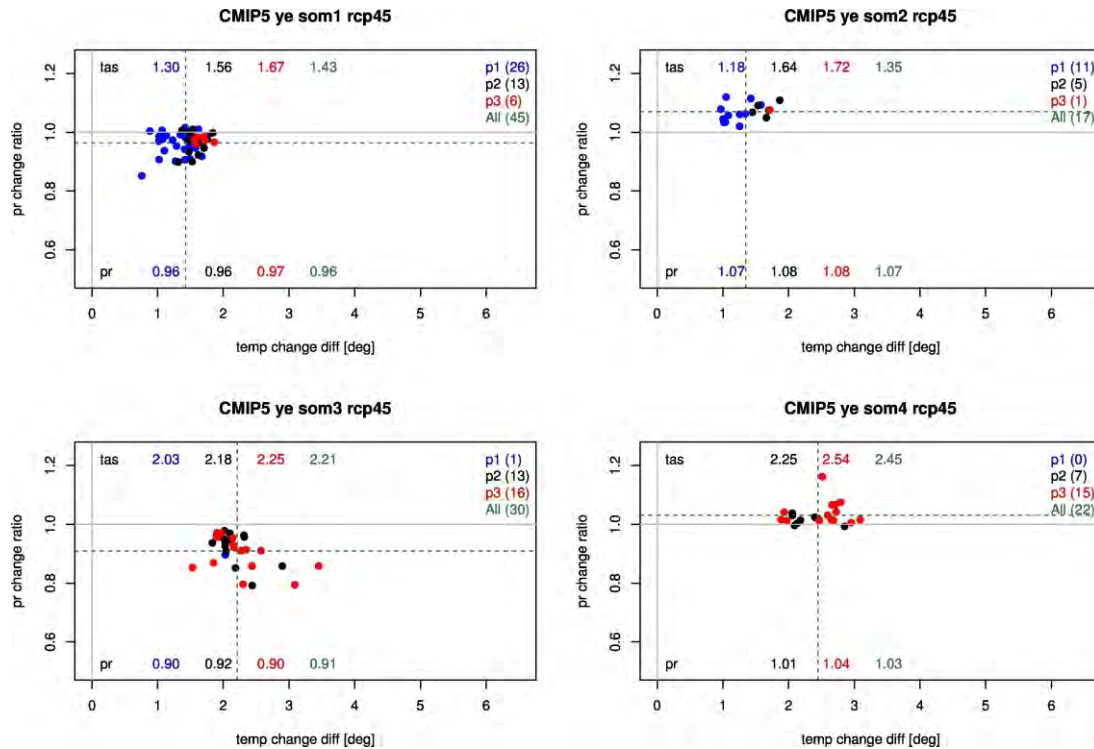 CMIP5 ye som1 rcp45
tas 1.30 1.56 1.67 1.43
p1 (26)
p2 (13)
p3 (6)
All (45)
pr change ratio
1.2
1.0
0.8
0.6
pr 0.96 0.96 0.97 0.96
0 1 2 3 4 5 6
temp change diff [deg]
CMIP5 ye som2 rcp45
tas 1.18 1.64 1.72 1.35
p1 (11)
p2 (5)
p3 (1)
All (17)
pr change ratio
1.2
1.0
0.8
0.6
pr 1.07 1.08 1.08 1.07
0 1 2 3 4 5 6
temp change diff [deg]
CMIP5 ye som3 rcp45
tas 2.03 2.18 2.25 2.21
p1 (1)
p2 (13)
p3 (16)
All (30)
pr change ratio
1.2
1.0
0.8
0.6
pr 0.90 0.92 0.90 0.91
0 1 2 3 4 5 6
temp change diff [deg]
CMIP5 ye som4 rcp45
tas 2.25 2.54 2.45
p1 (0)
p2 (7)
p3 (15)
All (22)
pr change ratio
1.2
1.0
0.8
0.6
pr 1.01 1.04 1.03
0 1 2 3 4 5 6
temp change diff [deg]